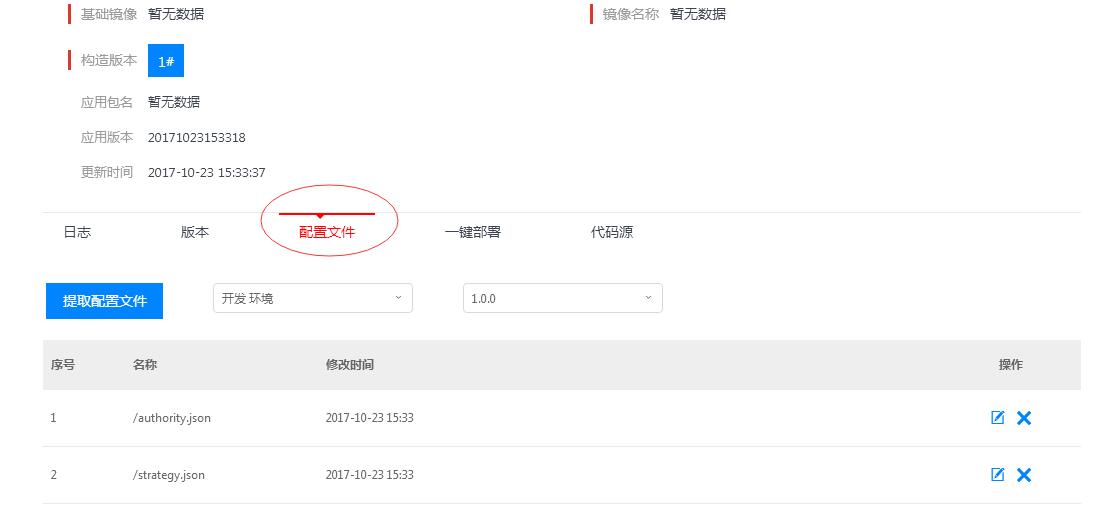 基础镜像 暂无数据 镜像名称 暂无数据
构造版本 1#
应用包名 暂无数据
应用版本 20171023153318
更新时间 2017-10-23 15:33:37
日志 版本 配置文件 一键部署 代码源
提取配置文件 开发 环境 1.0.0
序号 名称 修改时间 操作
1 /authority.json 2017-10-23 15:33
2 /strategy.json 2017-10-23 15:33